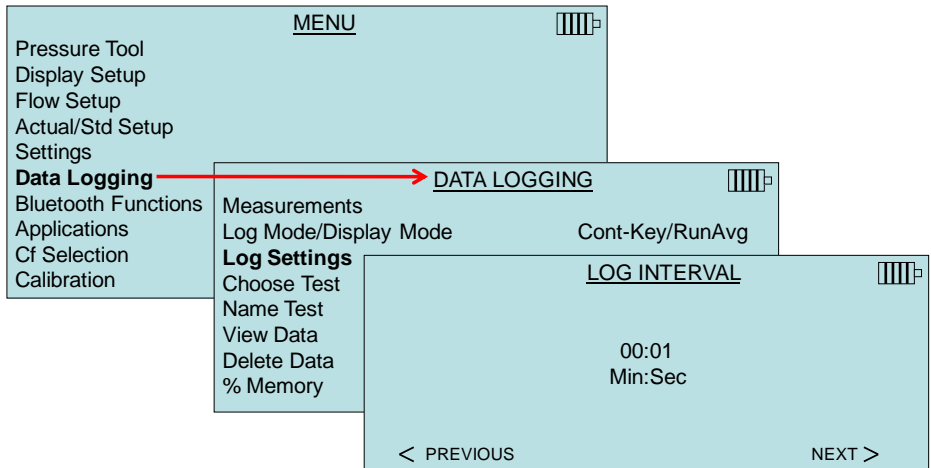 MENU
Pressure Tool
Display Setup
Flow Setup
Actual/Std Setup
Settings
Data Logging
Bluetooth Functions
Applications
Cf Selection
Calibration
DATA LOGGING
Measurements
Log Mode/Display Mode Cont-Key/RunAvg
Log Settings
Choose Test
Name Test
View Data
Delete Data
% Memory
LOG INTERVAL
00:01
Min:Sec
< PREVIOUS NEXT >